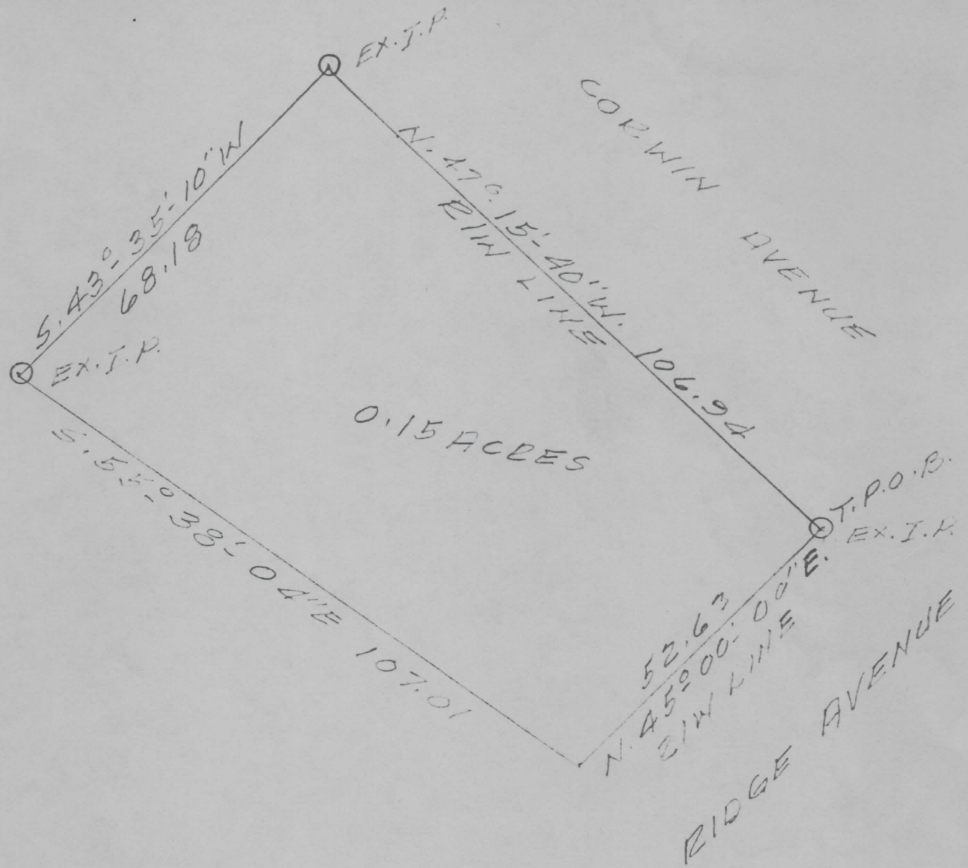 EX. I.P.
CORWIN AVENUE
N. 47°-15'-40"W. 106.94
R/W LINE
S. 43°-35'-10"W
68.18
EX. I.P.
0.15 ACRES
T.P.O.B.
EX. I.P.
S. 55°-38'-04"E 107.01
52.63
N. 45°-00'-00"E.
R/W LINE
RIDGE AVENUE